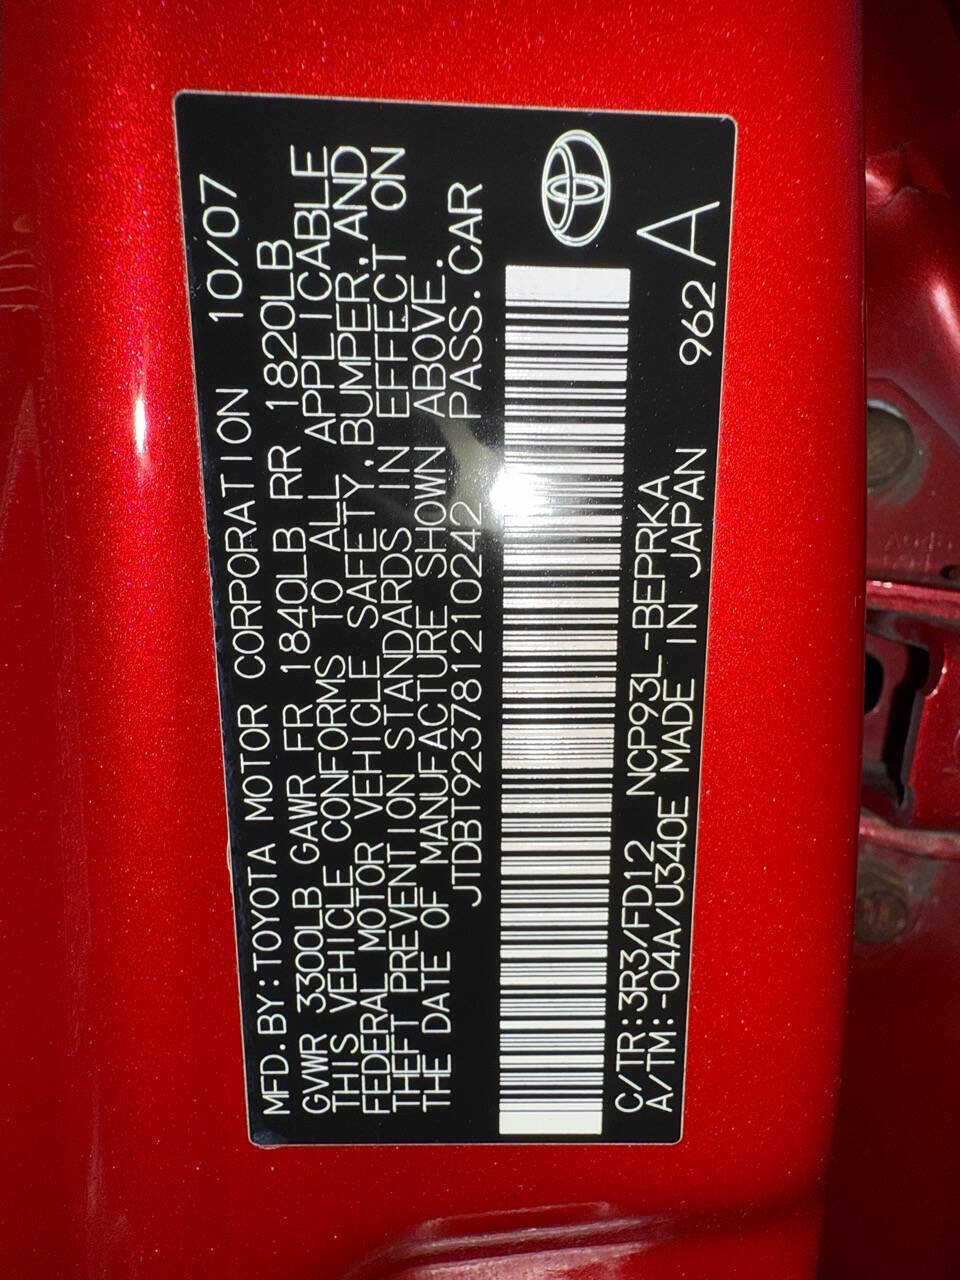 MFD.BY:TOYOTA MOTOR CORPORATION 10/07
GVWR 3300LB GAWR FR 1840LB RR 1820LB
THIS VEHICLE CONFORMS TO ALL APPLICABLE
FEDERAL MOTOR VEHICLE SAFETY,BUMPER,AND
THEFT PREVENTION STANDARDS IN EFFECT ON
THE DATE OF MANUFACTURE SHOWN ABOVE.
JTDBT923781210242 PASS.CAR
C/TR:3R3/FD12 NCP93L-BEPRKA 962
A/TM:-04A/U340E MADE IN JAPAN A